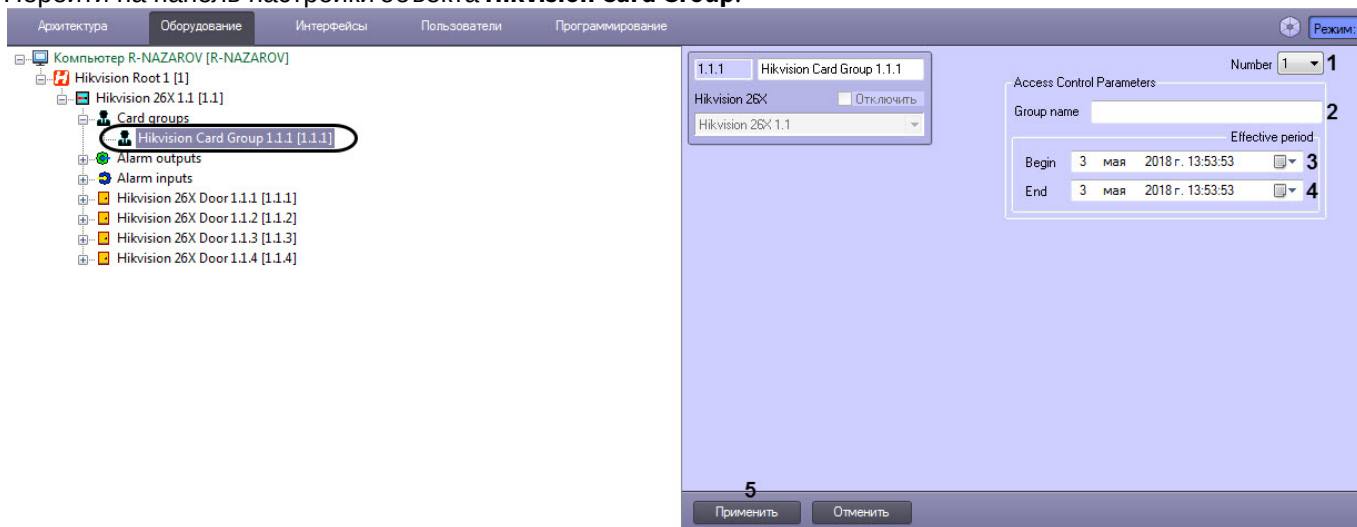 Перейти на панель настройки объекта Hikvision Card Group.
Архитектура Оборудование Интерфейсы Пользователи Программирование Режим:
Компьютер R-NAZAROV [R-NAZAROV]
Hikvision Root 1 [1]
Hikvision 26X 1.1 [1.1]
Card groups
Hikvision Card Group 1.1.1 [1.1.1]
Alarm outputs
Alarm inputs
Hikvision 26X Door 1.1.1 [1.1.1]
Hikvision 26X Door 1.1.2 [1.1.2]
Hikvision 26X Door 1.1.3 [1.1.3]
Hikvision 26X Door 1.1.4 [1.1.4]
1.1.1 Hikvision Card Group 1.1.1
Hikvision 26X Отключить
Hikvision 26X 1.1
Number 1 1
Access Control Parameters
Group name 2
Effective period
Begin 3 мая 2018 г. 13:53:53 3
End 3 мая 2018 г. 13:53:53 4
5
Применить Отменить